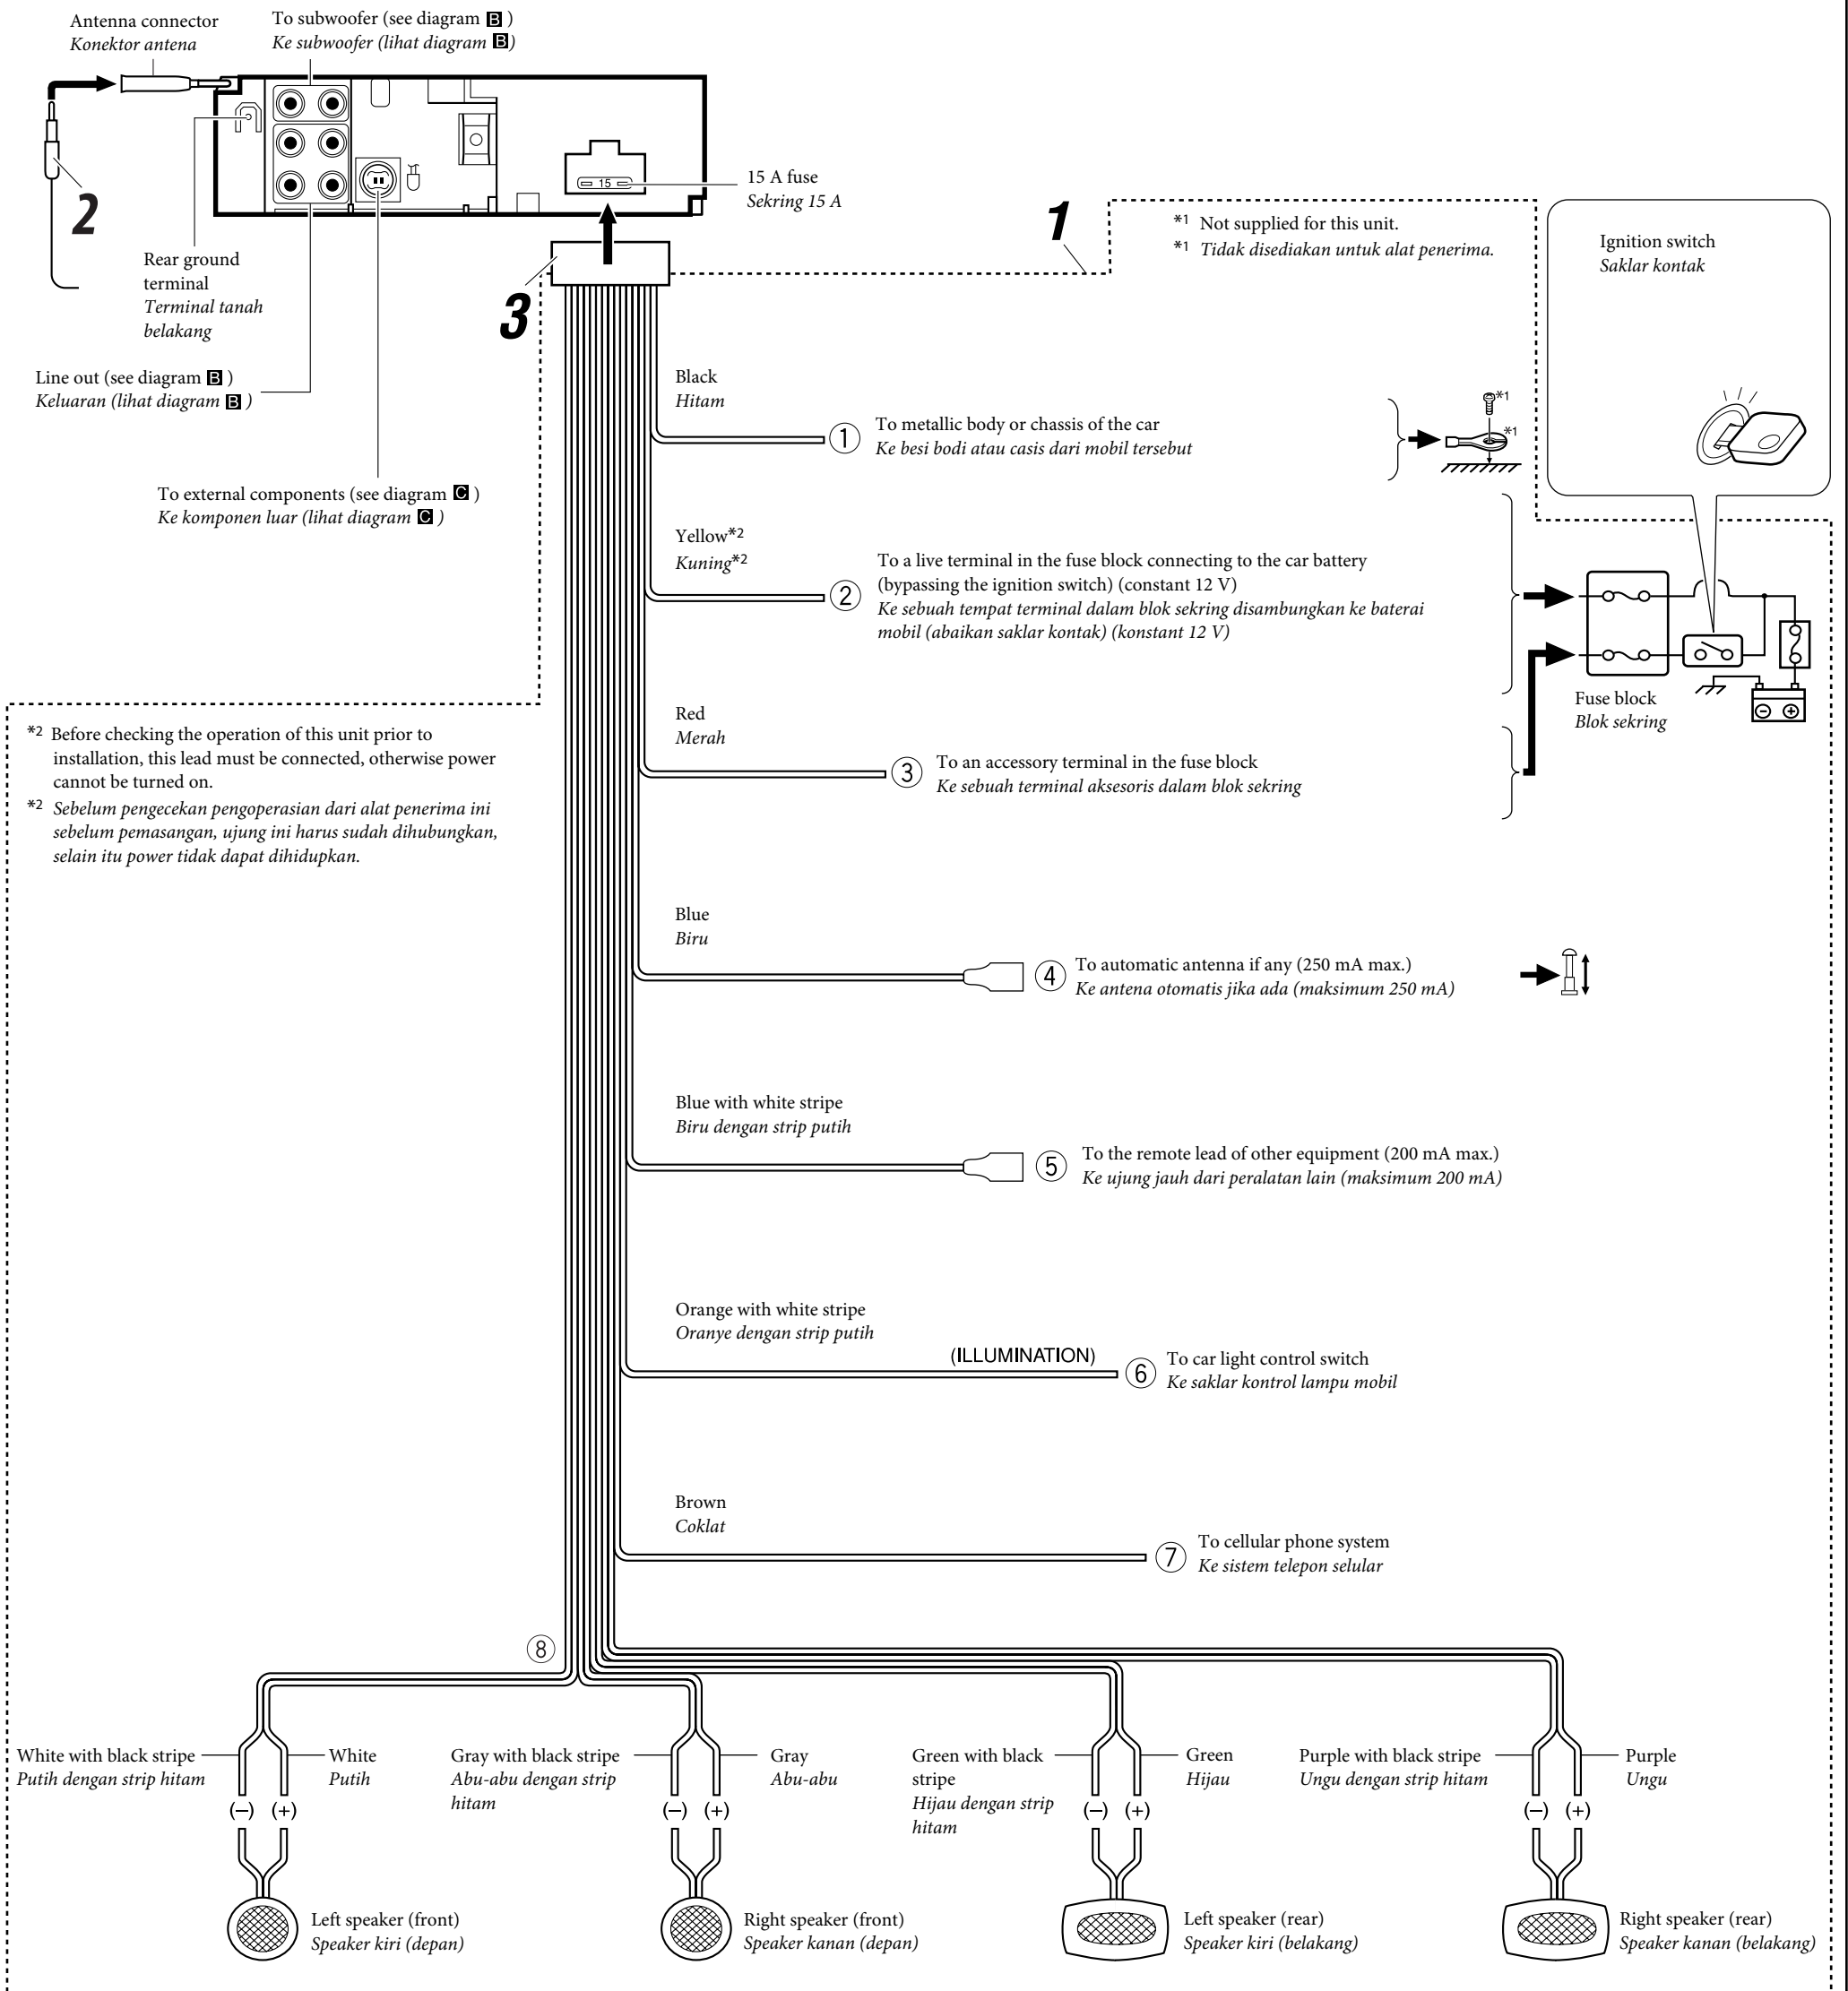 Antenna connector
Konektor antena
To subwoofer (see diagram B )
Ke subwoofer (lihat diagram B)
15
15 A fuse
Sekring 15 A
2
Rear ground
terminal
Terminal tanah
belakang
Line out (see diagram B )
Keluaran (lihat diagram B )
To external components (see diagram C )
Ke komponen luar (lihat diagram C )
3
1
*1 Not supplied for this unit.
*1 Tidak disediakan untuk alat penerima.
Ignition switch
Saklar kontak
Black
Hitam
① To metallic body or chassis of the car
Ke besi bodi atau casis dari mobil tersebut
*1
*1
Yellow*2
Kuning*2
② To a live terminal in the fuse block connecting to the car battery
(bypassing the ignition switch) (constant 12 V)
Ke sebuah tempat terminal dalam blok sekring disambungkan ke baterai
mobil (abaikan saklar kontak) (konstant 12 V)
Fuse block
Blok sekring
*2 Before checking the operation of this unit prior to
installation, this lead must be connected, otherwise power
cannot be turned on.
*2 Sebelum pengecekan pengoperasian dari alat penerima ini
sebelum pemasangan, ujung ini harus sudah dihubungkan,
selain itu power tidak dapat dihidupkan.
Red
Merah
③ To an accessory terminal in the fuse block
Ke sebuah terminal aksesoris dalam blok sekring
Blue
Biru
④ To automatic antenna if any (250 mA max.)
Ke antena otomatis jika ada (maksimum 250 mA)
Blue with white stripe
Biru dengan strip putih
⑤ To the remote lead of other equipment (200 mA max.)
Ke ujung jauh dari peralatan lain (maksimum 200 mA)
Orange with white stripe
Oranye dengan strip putih
(ILLUMINATION)
⑥ To car light control switch
Ke saklar kontrol lampu mobil
Brown
Coklat
⑦ To cellular phone system
Ke sistem telepon selular
⑧
White with black stripe
Putih dengan strip hitam
White
Putih
(−) (+)
Left speaker (front)
Speaker kiri (depan)
Gray with black stripe
Abu-abu dengan strip
hitam
Gray
Abu-abu
(−) (+)
Right speaker (front)
Speaker kanan (depan)
Green with black
stripe
Hijau dengan strip
hitam
Green
Hijau
(−) (+)
Left speaker (rear)
Speaker kiri (belakang)
Purple with black stripe
Ungu dengan strip hitam
Purple
Ungu
(−) (+)
Right speaker (rear)
Speaker kanan (belakang)